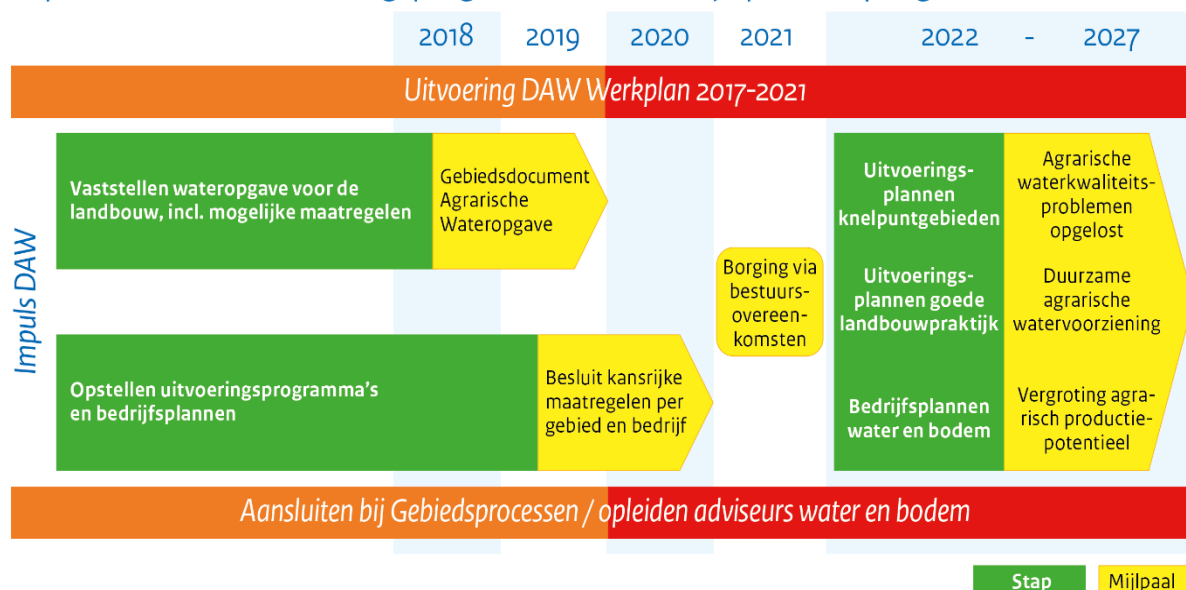 2018 2019 2020 2021 2022 - 2027
Uitvoering DAW Werkplan 2017-2021
Impuls DAW
Vaststellen wateropgave voor de
landbouw, incl. mogelijke maatregelen
Gebiedsdocument
Agrarische
Wateropgave
Opstellen uitvoeringsprogramma's
en bedrijfsplannen
Besluit kansrijke
maatregelen per
gebied en bedrijf
Borging via
bestuurs-
overeen-
komsten
Uitvoerings-
plannen
knelpuntgebieden
Uitvoerings-
plannen goede
landbouwpraktijk
Bedrijfsplannen
water en bodem
Agrarische
waterkwaliteits-
problemen
opgelost
Duurzame
agrarische
watervoorziening
Vergroting agra-
risch productie-
potentieel
Aansluiten bij Gebiedsprocessen / opleiden adviseurs water en bodem
Stap
Mijlpaal